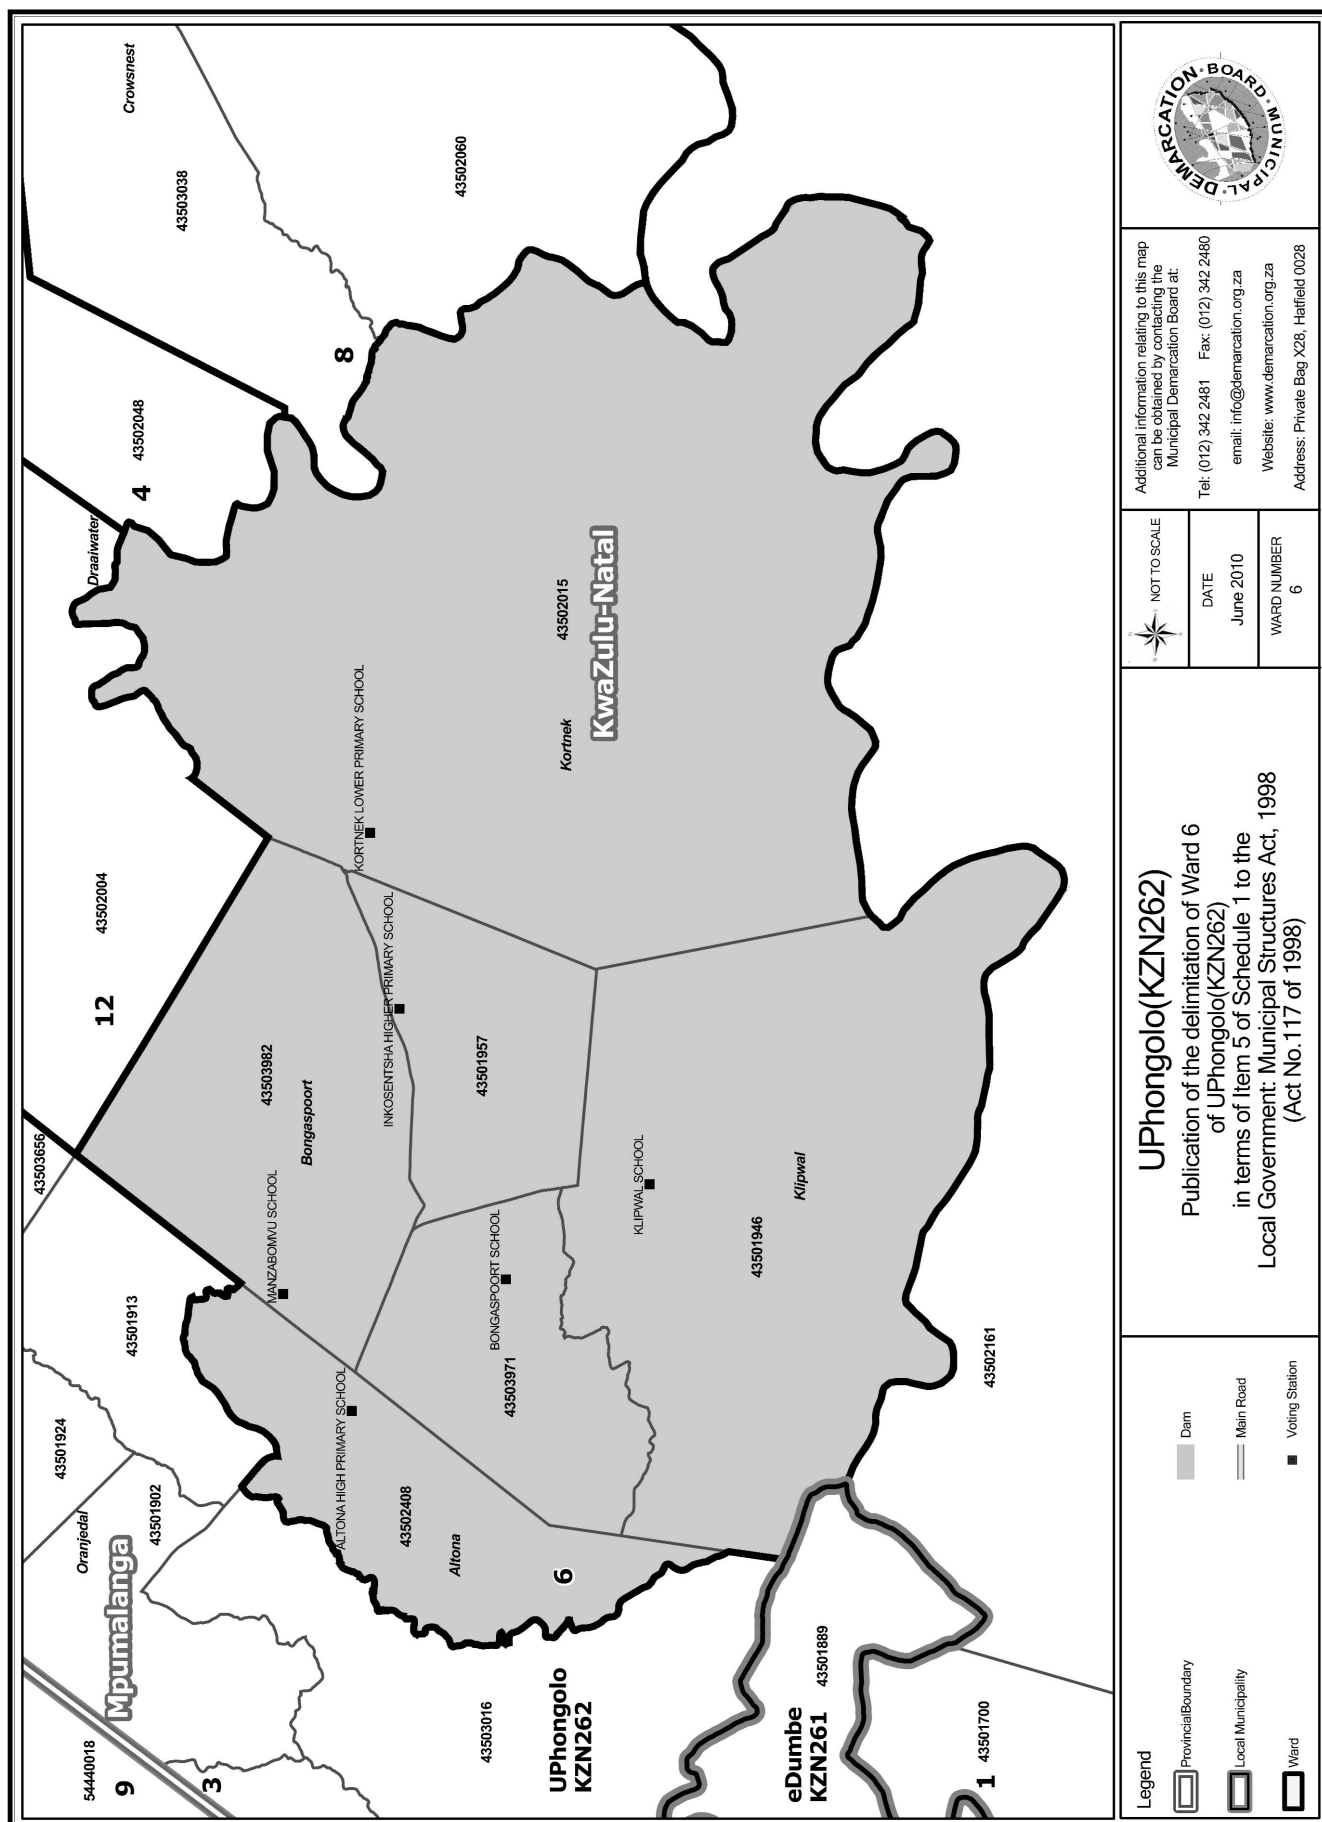 Crowsnest
43503038
43502060
8
43502048
4
Draaiwater
43502015
KwaZulu-Natal
Kortnek
KORTNEK LOWER PRIMARY SCHOOL
43502004
12
INKOSENTSHA HIGHER PRIMARY SCHOOL
43503982
Bongaspoort
43501957
43503656
MANZABOMVU SCHOOL
KLIPWAL SCHOOL
Klipwal
43501946
BONGASPOORT SCHOOL
43503971
43501913
43502161
ALTONA HIGH PRIMARY SCHOOL
43502408
Altona
6
43501924
Oranjedal
43501902
Mpumalanga
54440018
9
3
43503016
UPhongolo
KZN262
eDumbe
KZN261
43501889
43501700
1
Legend
ProvincialBoundary
Local Municipality
Ward
Dam
Main Road
Voting Station
UPhongolo(KZN262)
Publication of the delimitation of Ward 6
of UPhongolo(KZN262)
in terms of Item 5 of Schedule 1 to the
Local Government: Municipal Structures Act, 1998
(Act No.117 of 1998)
NOT TO SCALE
DATE
June 2010
WARD NUMBER
6
Additional information relating to this map
can be obtained by contacting the
Municipal Demarcation Board at:
Tel: (012) 342 2481 Fax: (012) 342 2480
email: info@demarcation.org.za
Website: www.demarcation.org.za
Address: Private Bag X28, Hatfield 0028
MUNICIPAL DEMARCATION BOARD